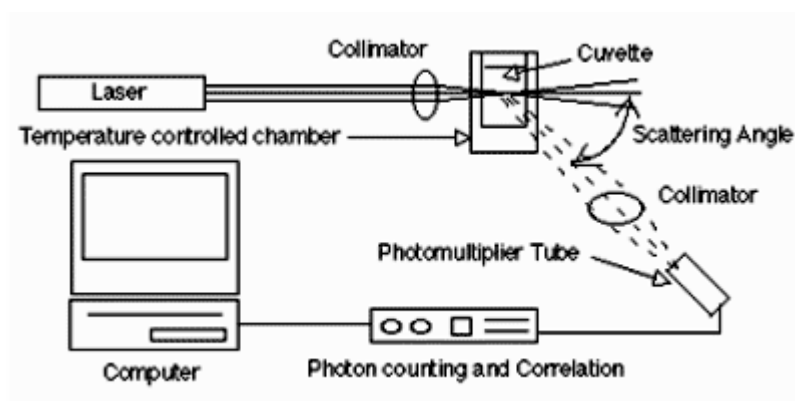 Collimator
Cuvette
Laser
Temperature controlled chamber
Scattering Angle
Collimator
Photomultiplier Tube
Computer
Photon counting and Correlation